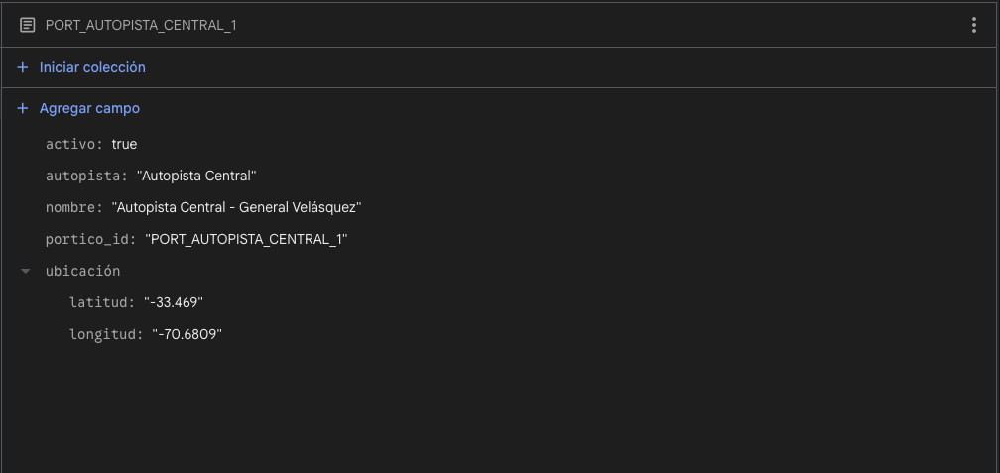 PORT_AUTOPISTA_CENTRAL_1
+ Iniciar colección
+ Agregar campo
activo: true
autopista: "Autopista Central"
nombre: "Autopista Central - General Velásquez"
portico_id: "PORT_AUTOPISTA_CENTRAL_1"
ubicación
latitud: "-33.469"
longitud: "-70.6809"